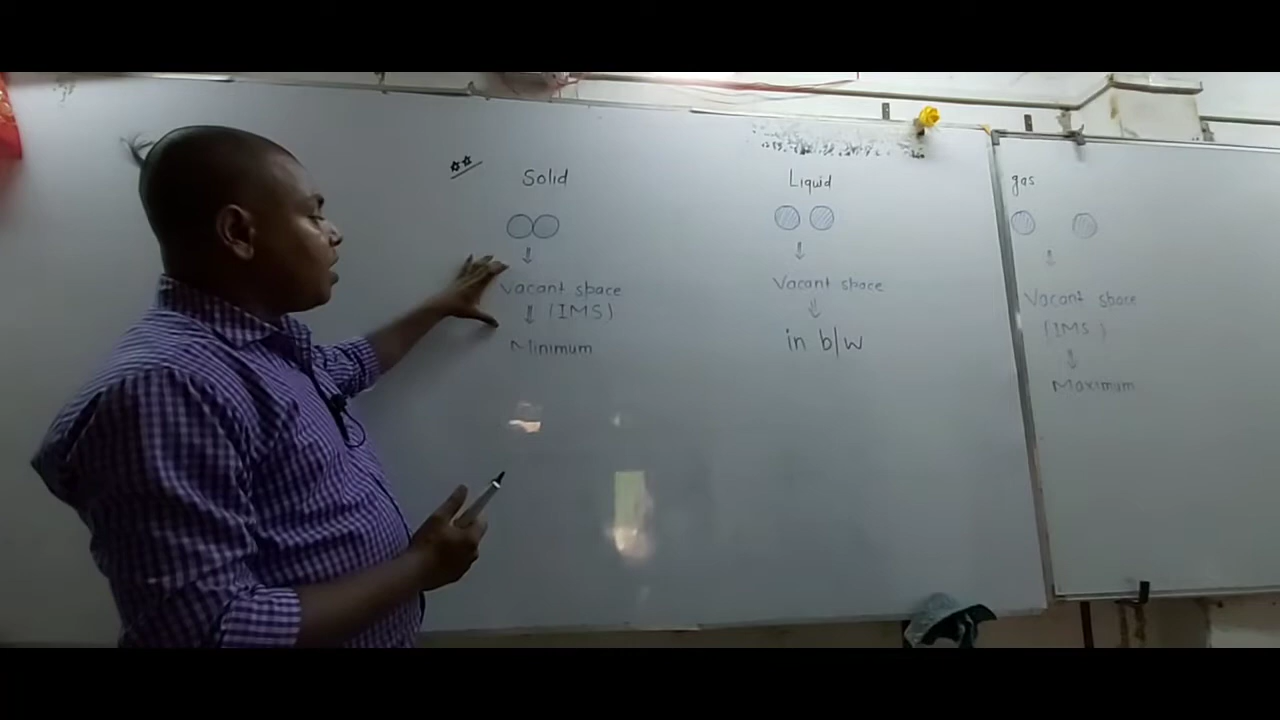 Solid
Vacant space
(IMS)
Minimum
Liquid
Vacant space
in b/w
gas
Vacant space
(IMS)
Maximum